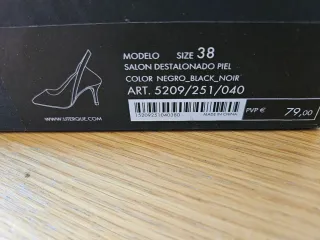 MODELO SIZE 38
SALON DESTALONADO PIEL
COLOR NEGRO_BLACK_NOIR
ART. 5209/251/040
15209251040380 MADE IN CHINA
PVP € 79,00
WWW.UTERQUE.COM